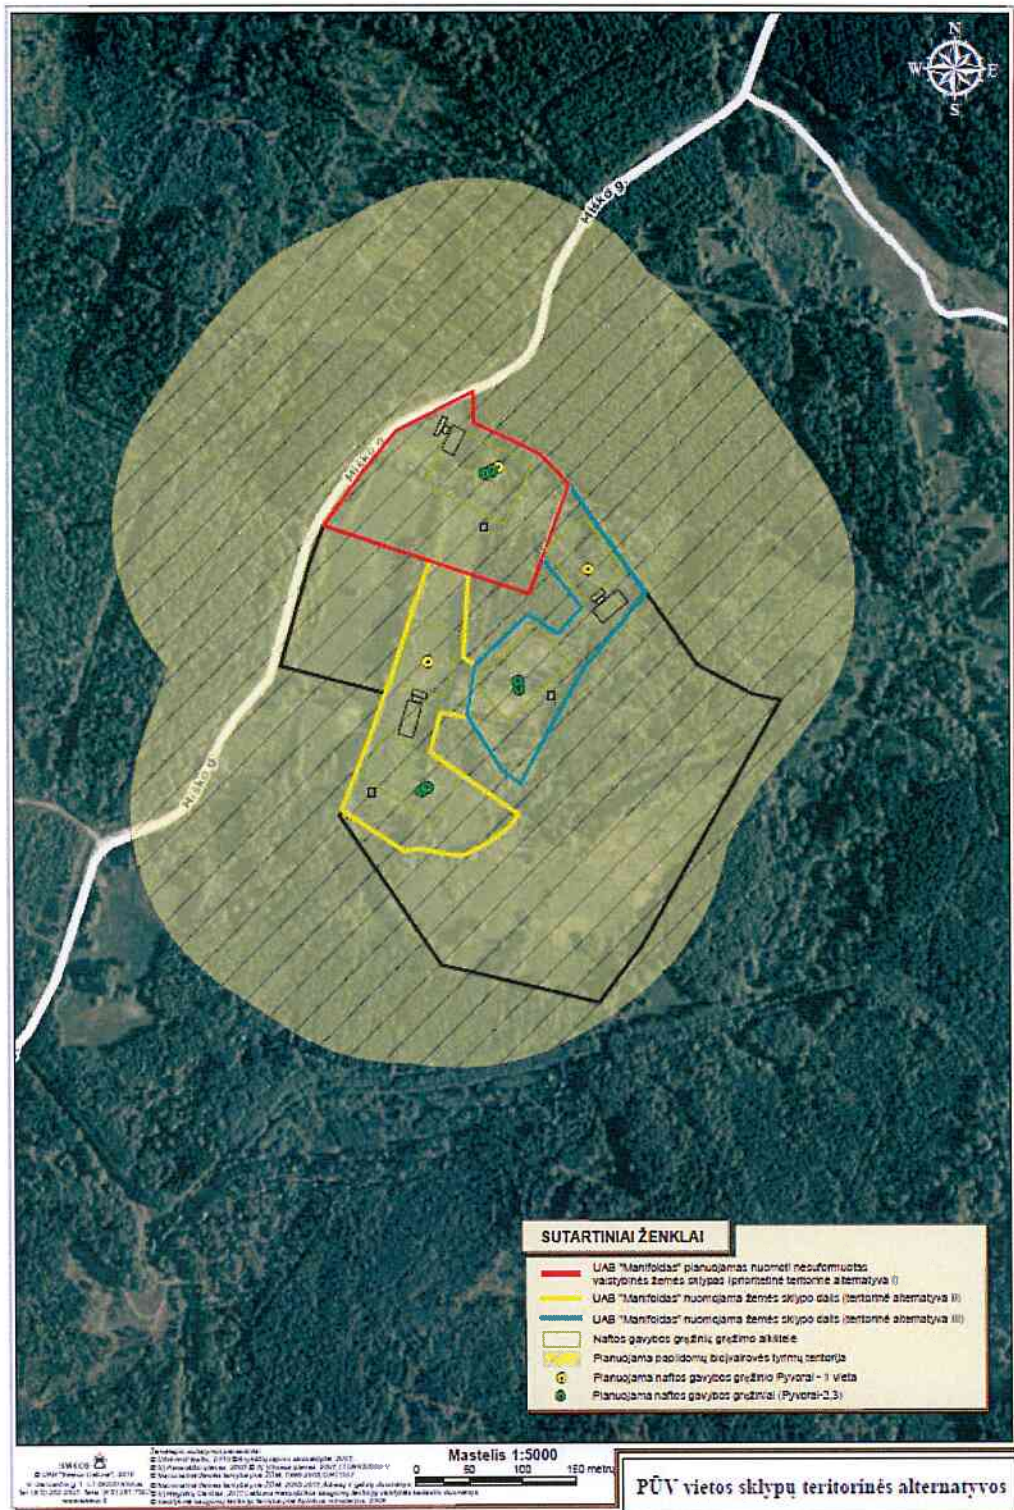 N
W E
S
Miško g.
Miško g.
Miško g.
SUTARTINIAI ŽENKLAI
UAB "Manifoldas" planuojamas nuomoti nesuformuotas
valstybinės žemės sklypas (prioritetinė teritorinė alternatyva I)
UAB "Manifoldas" nuomojama žemės sklypo dalis (teritorinė alternatyva II)
UAB "Manifoldas" nuomojama žemės sklypo dalis (teritorinė alternatyva III)
Naftos gavybos gręžinių gręžimo aikštelė
Planuojama papildomų bioįvairovės tyrimų teritorija
Planuojama naftos gavybos gręžinio Pyvorai - 1 vieta
Planuojama naftos gavybos gręžiniai (Pyvorai-2,3)
Mastelis 1:5000
0 50 100 150 metrų
PŪV vietos sklypų teritorinės alternatyvos